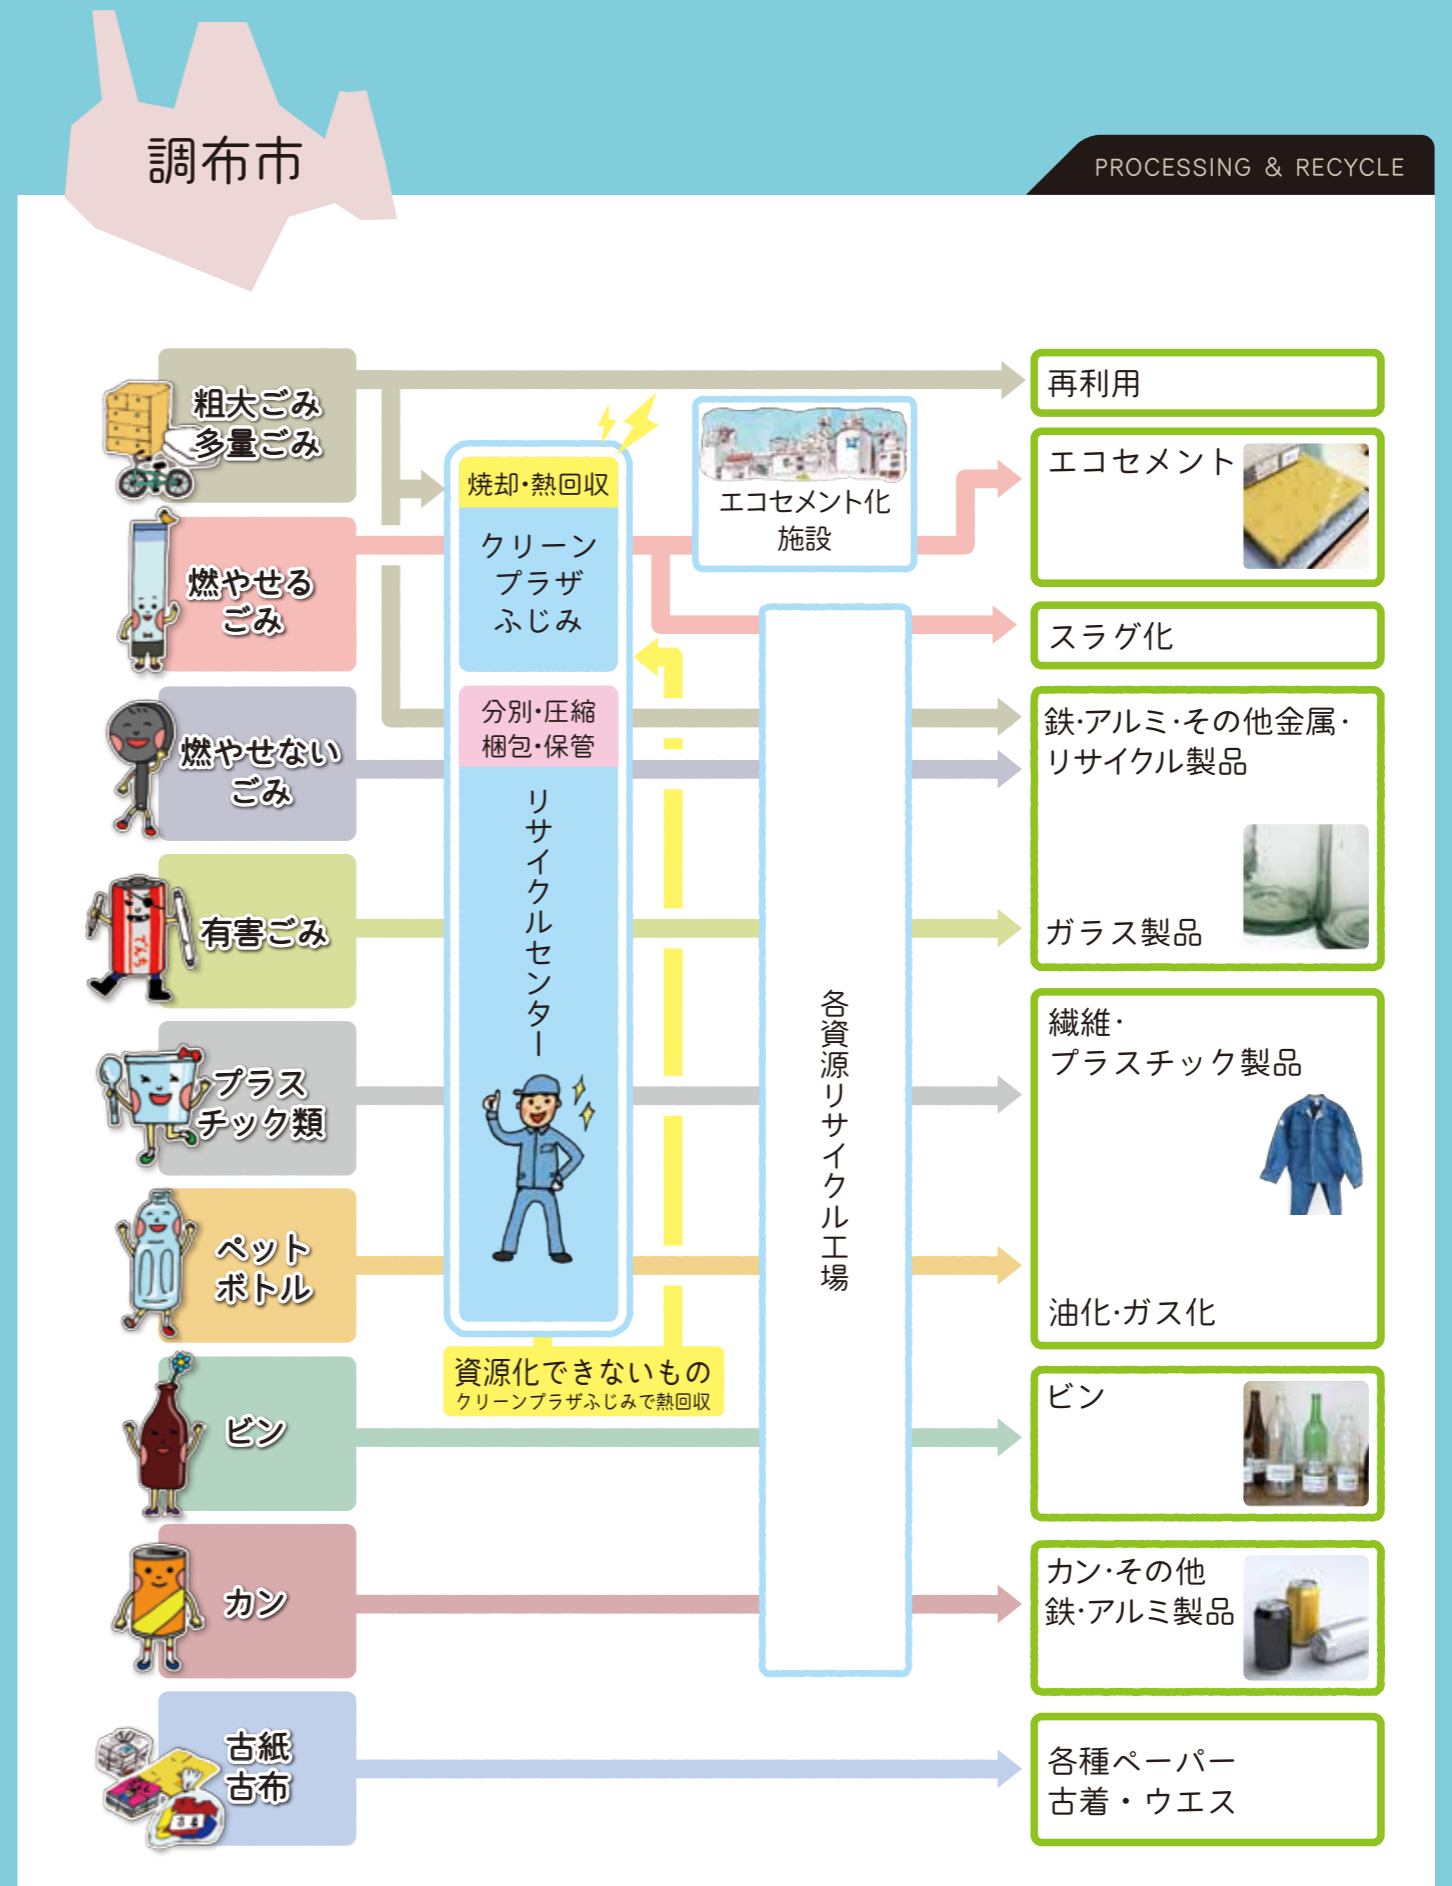 調布市
PROCESSING & RECYCLE
粗大ごみ
多量ごみ
燃やせる
ごみ
燃やせない
ごみ
でんち
有害ごみ
プラス
チック類
ペット
ボトル
ビン
カン
古紙
古布
焼却・熱回収
クリーン
プラザ
ふじみ
分別・圧縮
梱包・保管
リサイクルセンター
資源化できないもの
クリーンプラザふじみで熱回収
エコセメント化
施設
各資源リサイクル工場
再利用
エコセメント
スラグ化
鉄・アルミ・その他金属・
リサイクル製品
ガラス製品
繊維・
プラスチック製品
油化・ガス化
ビン
カン・その他
鉄・アルミ製品
各種ペーパー
古着・ウエス